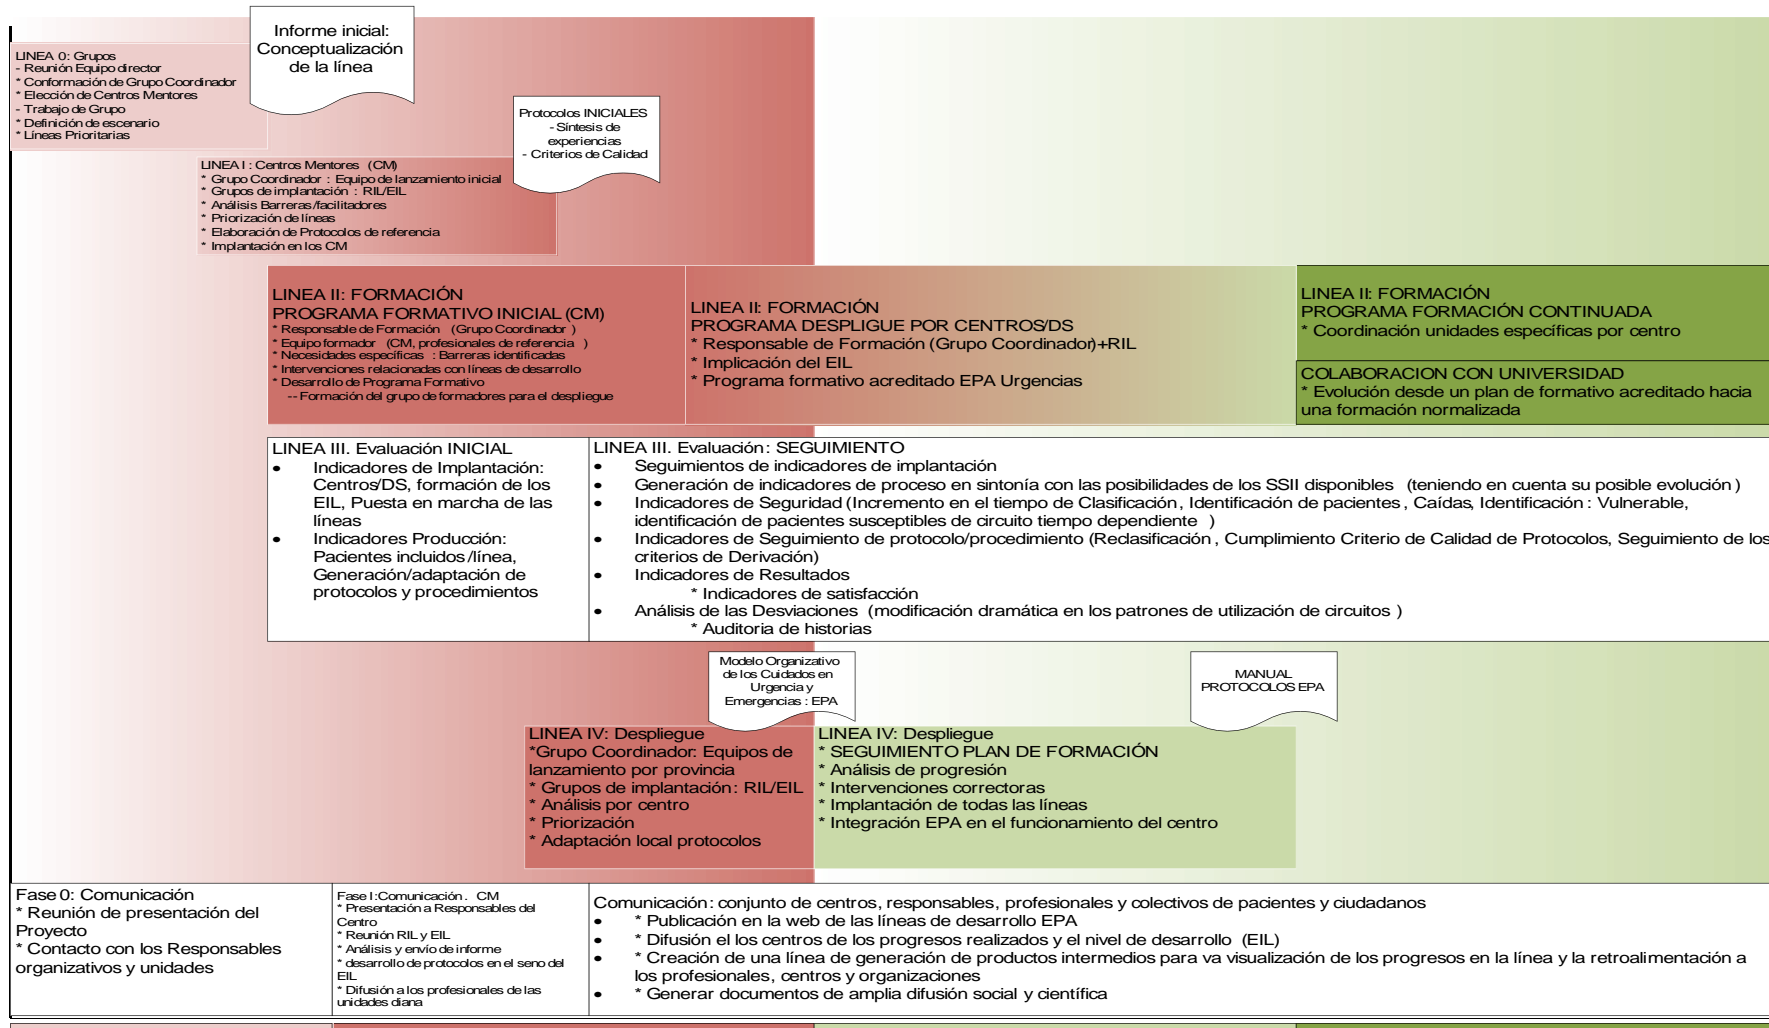 Informe inicial:
Conceptualización
de la línea
LINEA 0: Grupos
- Reunión Equipo director
* Conformación de Grupo Coordinador
* Elección de Centros Mentores
- Trabajo de Grupo
* Definición de escenario
* Líneas Prioritarias
Protocolos INICIALES
- Síntesis de
experiencias
- Criterios de Calidad
LINEA I : Centros Mentores (CM)
* Grupo Coordinador : Equipo de lanzamiento inicial
* Grupos de implantación : RIL/EIL
* Análisis Barreras/facilitadores
* Priorización de líneas
* Elaboración de Protocolos de referencia
* Implantación en los CM
LINEA II: FORMACIÓN
PROGRAMA FORMATIVO INICIAL (CM)
* Responsable de Formación (Grupo Coordinador )
* Equipo formador (CM, profesionales de referencia )
* Necesidades específicas : Barreras identificadas
* Intervenciones relacionadas con líneas de desarrollo
* Desarrollo de Programa Formativo
-- Formación del grupo de formadores para el despliegue
LINEA II: FORMACIÓN
PROGRAMA DESPLIGUE POR CENTROS/DS
* Responsable de Formación (Grupo Coordinador)+RIL
* Implicación del EIL
* Programa formativo acreditado EPA Urgencias
LINEA II: FORMACIÓN
PROGRAMA FORMACIÓN CONTINUADA
* Coordinación unidades específicas por centro
COLABORACION CON UNIVERSIDAD
* Evolución desde un plan de formativo acreditado hacia
una formación normalizada
LINEA III. Evaluación INICIAL
• Indicadores de Implantación:
Centros/DS, formación de los
EIL, Puesta en marcha de las
líneas
• Indicadores Producción:
Pacientes incluidos /línea,
Generación/adaptación de
protocolos y procedimientos
LINEA III. Evaluación: SEGUIMIENTO
• Seguimientos de indicadores de implantación
• Generación de indicadores de proceso en sintonía con las posibilidades de los SSII disponibles (teniendo en cuenta su posible evolución )
• Indicadores de Seguridad (Incremento en el tiempo de Clasificación, Identificación de pacientes , Caídas, Identificación : Vulnerable,
identificación de pacientes susceptibles de circuito tiempo dependiente )
• Indicadores de Seguimiento de protocolo/procedimiento (Reclasificación , Cumplimiento Criterio de Calidad de Protocolos, Seguimiento de los
criterios de Derivación)
• Indicadores de Resultados
* Indicadores de satisfacción
• Análisis de las Desviaciones (modificación dramática en los patrones de utilización de circuitos )
* Auditoria de historias
Modelo Organizativo
de los Cuidados en
Urgencia y
Emergencias : EPA
MANUAL
PROTOCOLOS EPA
LINEA IV: Despliegue
*Grupo Coordinador: Equipos de
lanzamiento por provincia
* Grupos de implantación: RIL/EIL
* Análisis por centro
* Priorización
* Adaptación local protocolos
LINEA IV: Despliegue
* SEGUIMIENTO PLAN DE FORMACIÓN
* Análisis de progresión
* Intervenciones correctoras
* Implantación de todas las líneas
* Integración EPA en el funcionamiento del centro
Fase 0: Comunicación
* Reunión de presentación del
Proyecto
* Contacto con los Responsables
organizativos y unidades
Fase I:Comunicación . CM
* Presentación a Responsables del
Centro
* Reunión RIL y EIL
* Análisis y envío de informe
* desarrollo de protocolos en el seno del
EIL
* Difusión a los profesionales de las
unidades diana
Comunicación: conjunto de centros, responsables, profesionales y colectivos de pacientes y ciudadanos
• * Publicación en la web de las líneas de desarrollo EPA
• * Difusión el los centros de los progresos realizados y el nivel de desarrollo (EIL)
• * Creación de una línea de generación de productos intermedios para va visualización de los progresos en la línea y la retroalimentación a
los profesionales, centros y organizaciones
• * Generar documentos de amplia difusión social y científica